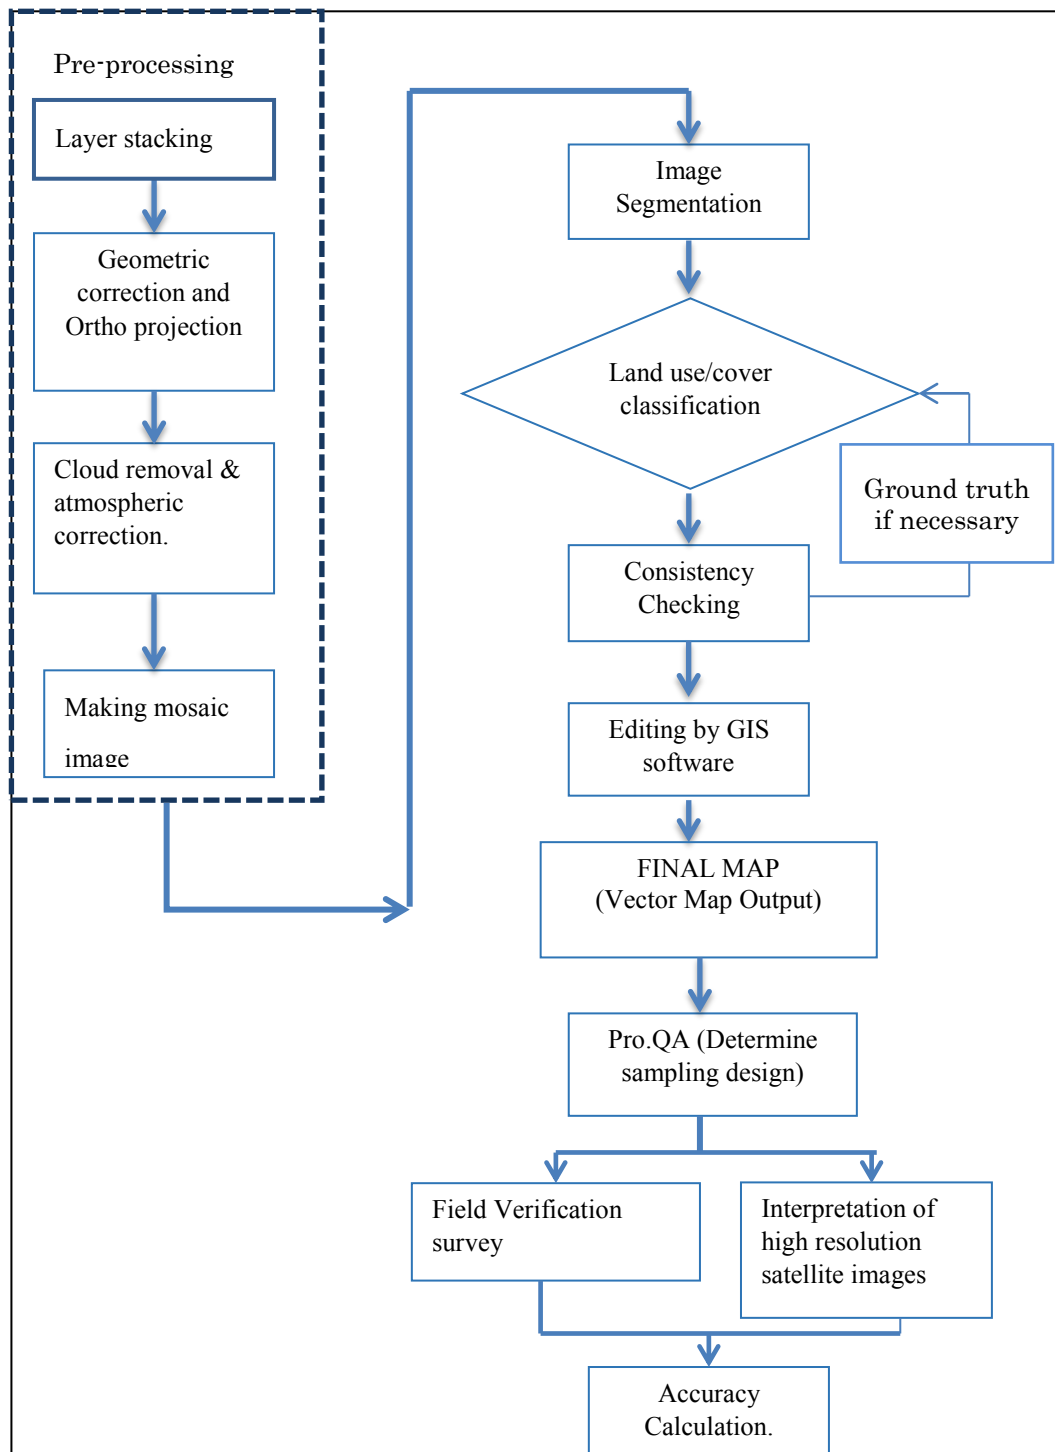 Pre-processing
Layer stacking
Geometric
correction and
Ortho projection
Cloud removal &
atmospheric
correction.
Making mosaic
image
Image
Segmentation
Land use/cover
classification
Ground truth
if necessary
Consistency
Checking
Editing by GIS
software
FINAL MAP
(Vector Map Output)
Pro.QA (Determine
sampling design)
Field Verification
survey
Interpretation of
high resolution
satellite images
Accuracy
Calculation.